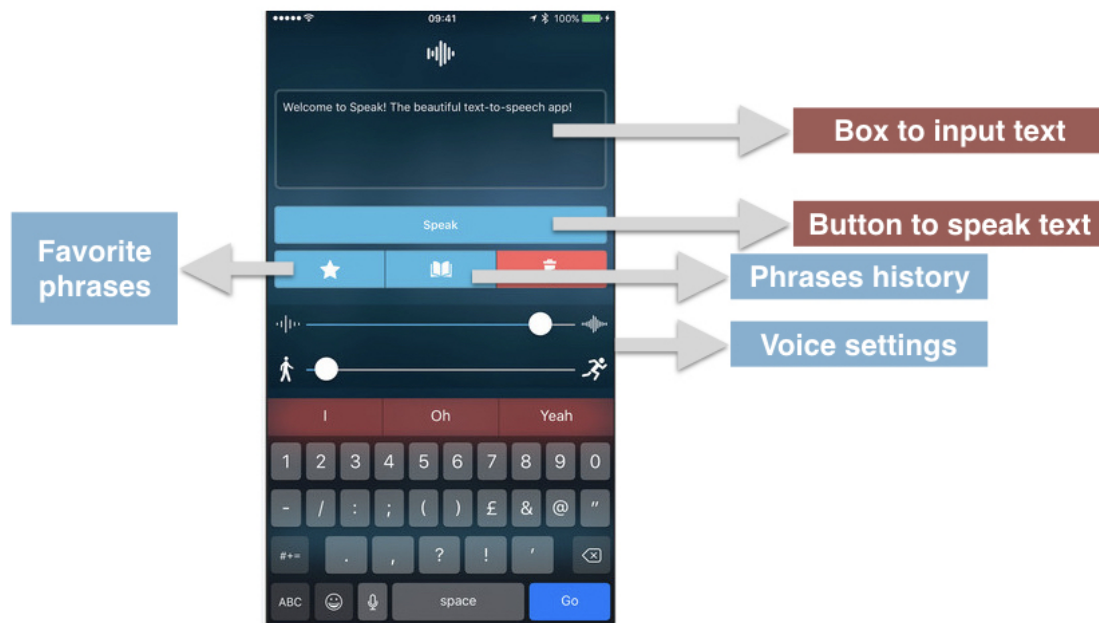 09:41
100%
Welcome to Speak! The beautiful text-to-speech app!
Box to input text
Speak
Button to speak text
Favorite
phrases
Phrases history
Voice settings
I Oh Yeah
1 2 3 4 5 6 7 8 9 0
- / : ; ( ) £ & @ "
#+= . , ? ! '
ABC space Go